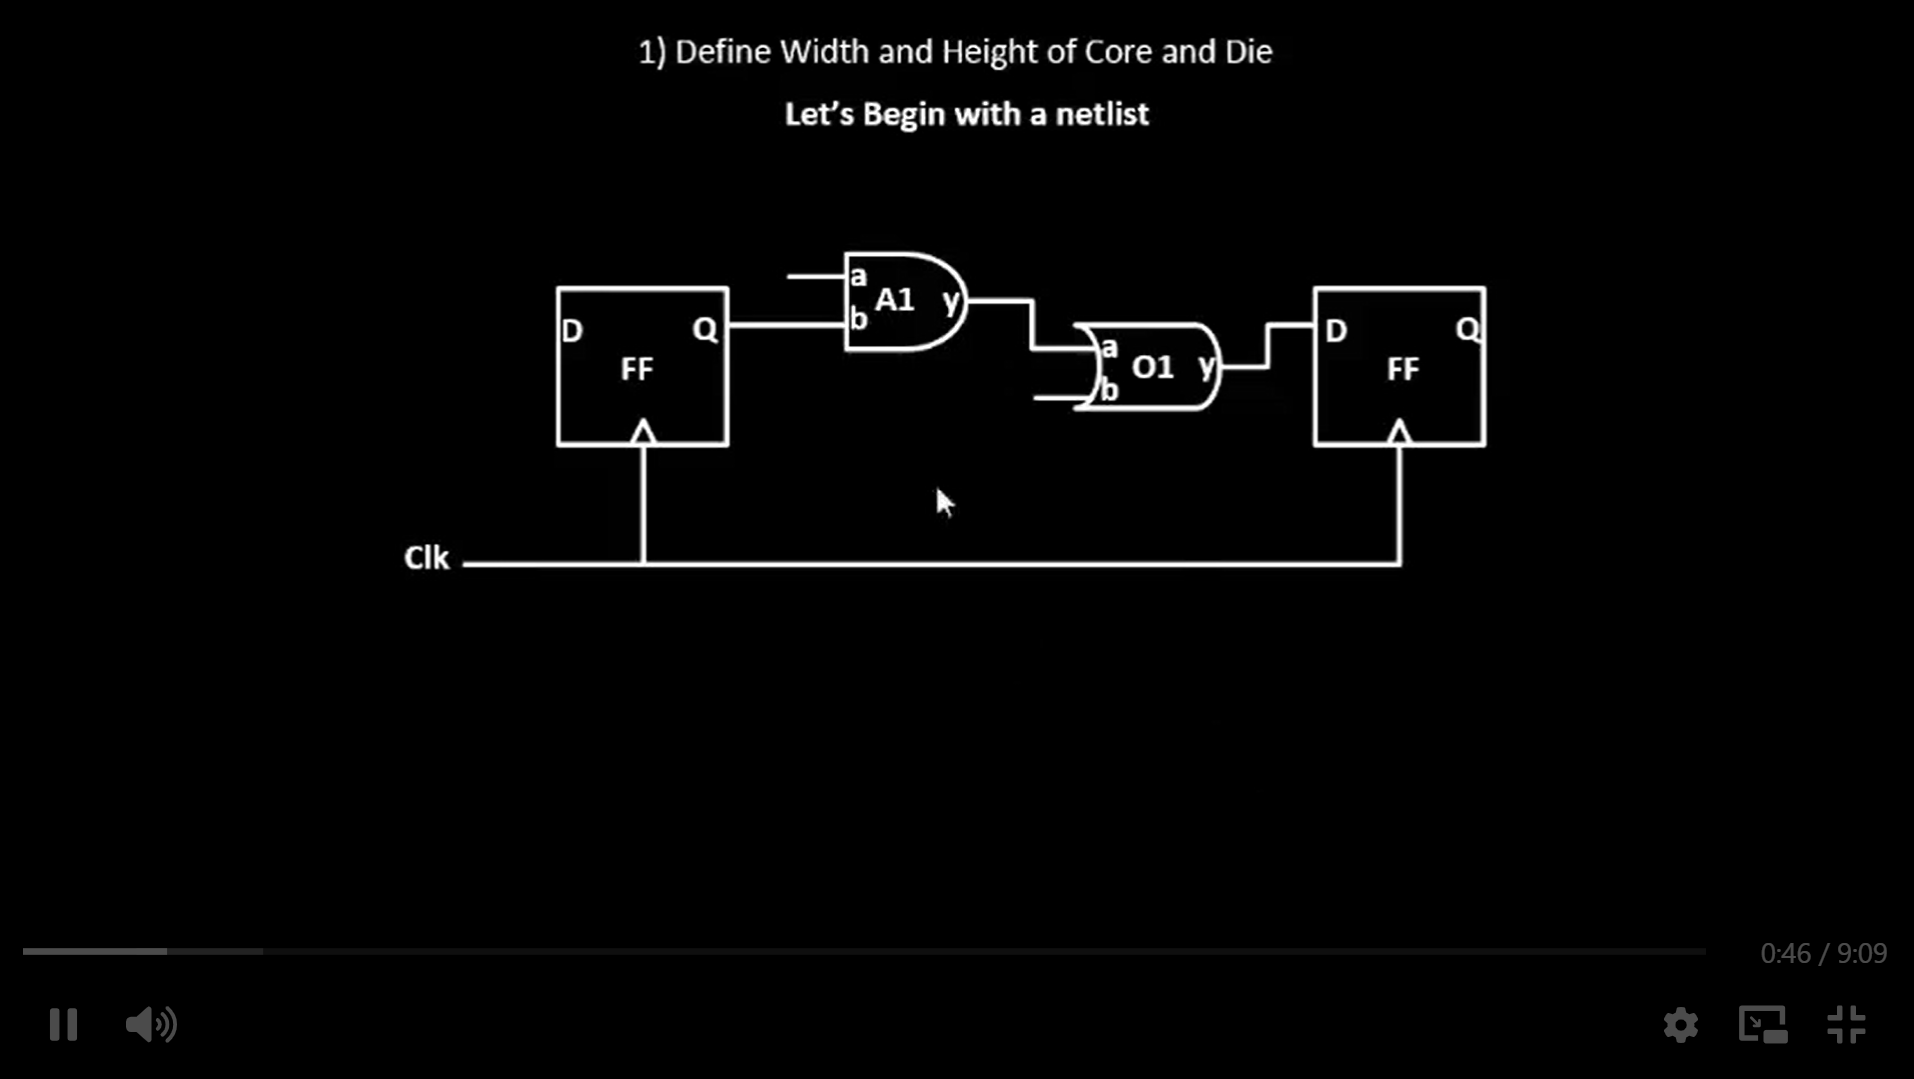 1) Define Width and Height of Core and Die
Let's Begin with a netlist
a
A1 y
b
D Q
FF
a
O1 y
b
D Q
FF
Clk
0:46 / 9:09